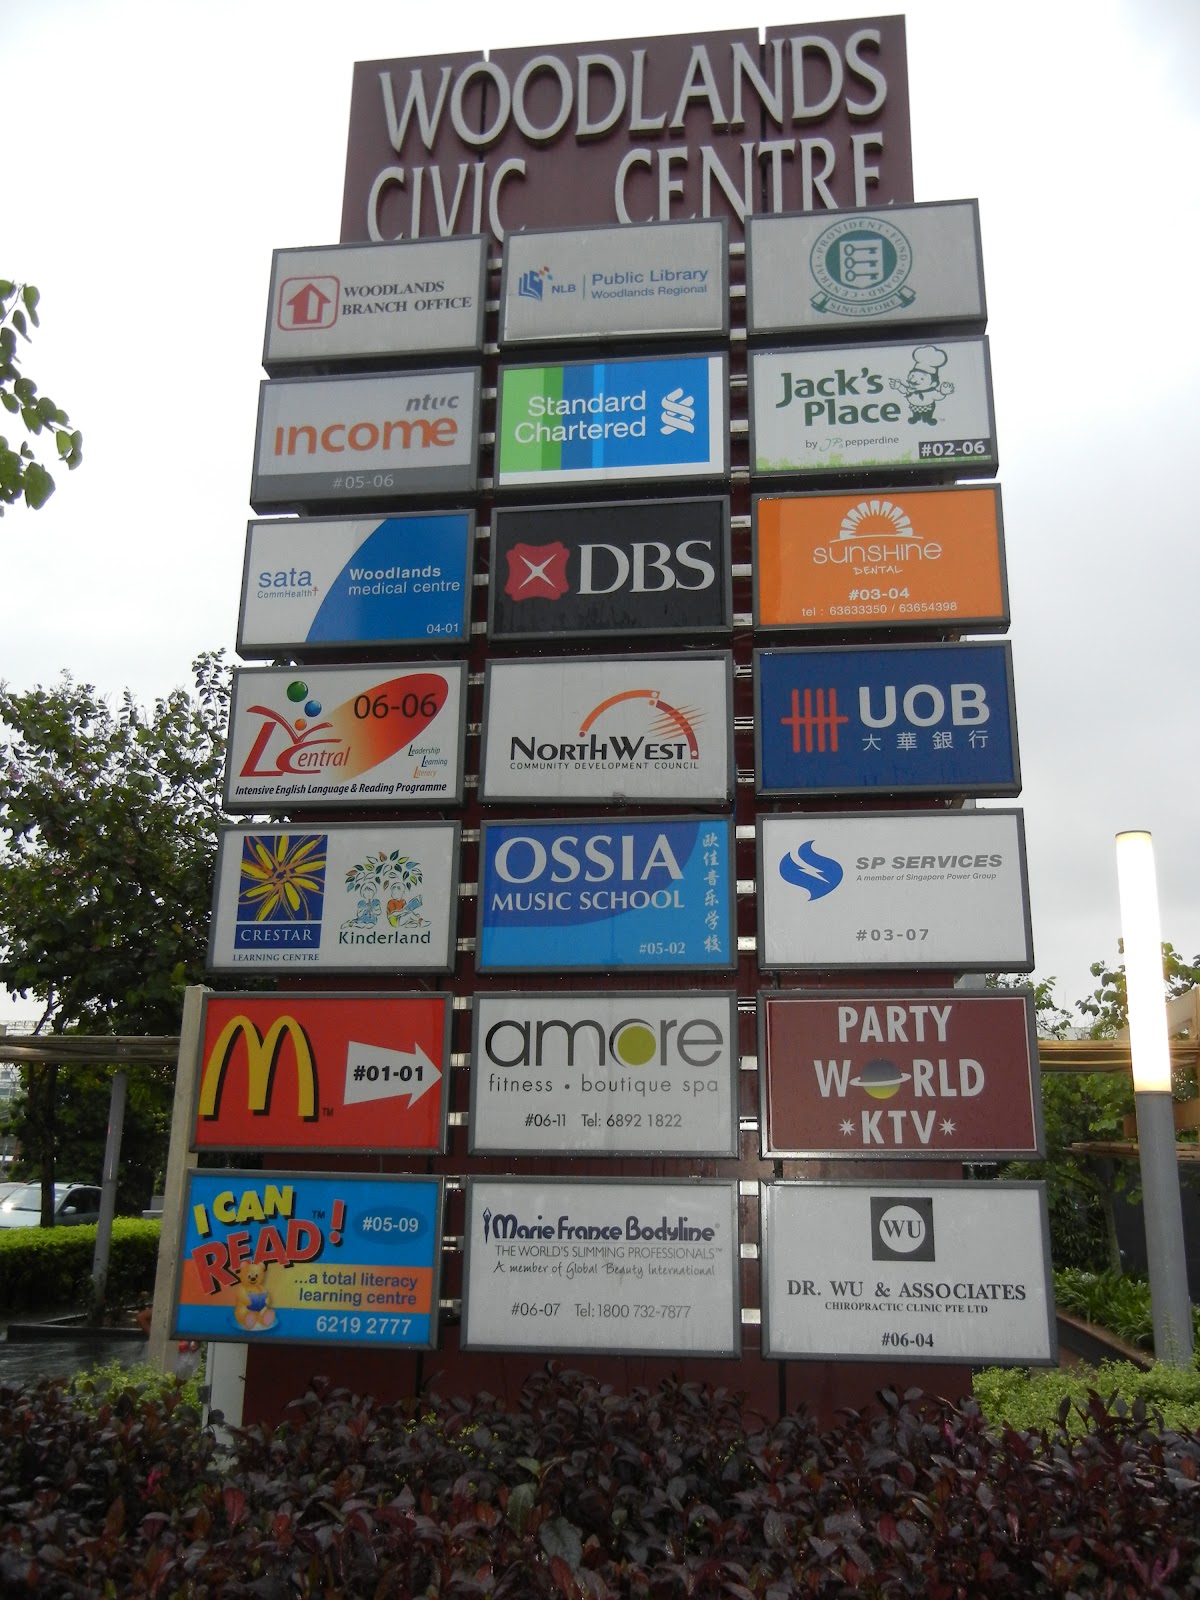 WOODLANDS
CIVIC CENTRE
WOODLANDS
BRANCH OFFICE
NLB
Public Library
Woodlands Regional
CENTRAL · PROVIDENT · FUND · BOARD
SINGAPORE
ntuc
income
#05-06
Standard
Chartered
Jack's
Place™
by JPs pepperdine
#02-06
sata
CommHealth
Woodlands
medical centre
04-01
DBS
SUNSHINE
DENTAL
#03-04
tel : 63633350 / 63654398
06-06
LCentral
Leadership
Learning
Literacy
Intensive English Language & Reading Programme
NORTHWEST
COMMUNITY DEVELOPMENT COUNCIL
UOB
大華銀行
CRESTAR
LEARNING CENTRE
Kinderland
OSSIA
MUSIC SCHOOL
欧佳音乐学校
#05-02
SP SERVICES
A member of Singapore Power Group
#03-07
M™
#01-01
amore
fitness • boutique spa
#06-11 Tel: 6892 1822
PARTY
WORLD
*KTV*
I CAN
READ!™
#05-09
...a total literacy
learning centre
6219 2777
Marie France Bodyline®
THE WORLD'S SLIMMING PROFESSIONALS™
A member of Global Beauty International
#06-07 Tel: 1800 732-7877
WU
DR. WU & ASSOCIATES
CHIROPRACTIC CLINIC PTE LTD
#06-04